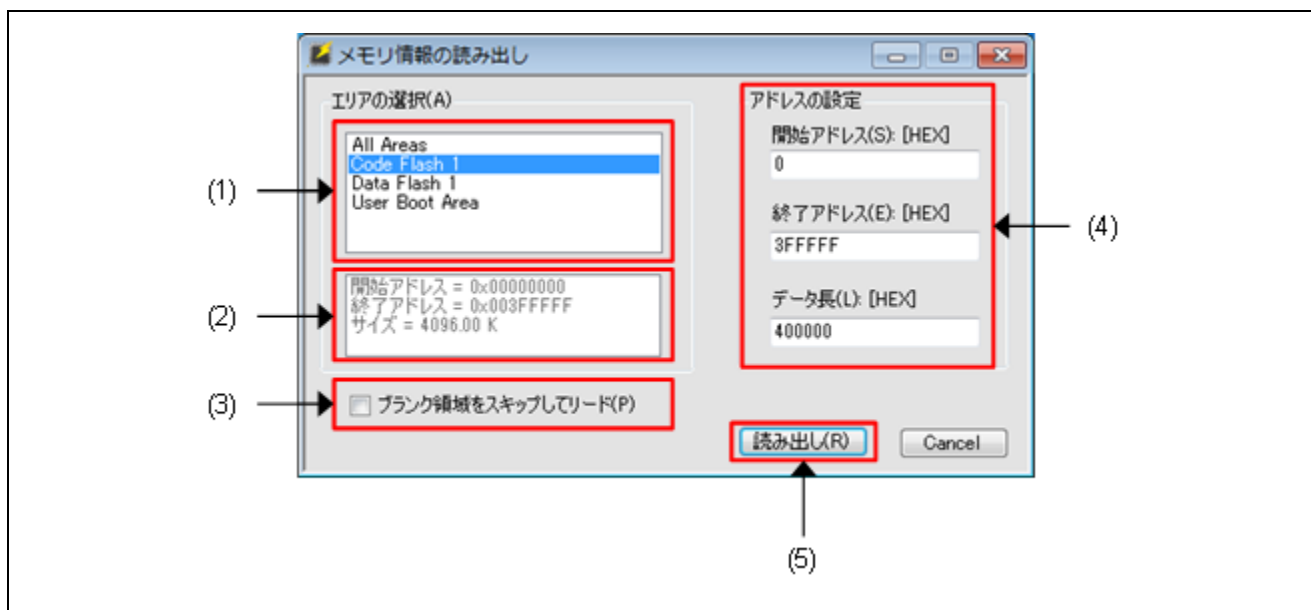 メモリ情報の読み出し
エリアの選択(A)
All Areas
Code Flash 1
Data Flash 1
User Boot Area
(1)
開始アドレス = 0x00000000
終了アドレス = 0x003FFFFF
サイズ = 4096.00 K
(2)
ブランク領域をスキップしてリード(P)
(3)
アドレスの設定
開始アドレス(S): [HEX]
0
終了アドレス(E): [HEX]
3FFFFF
データ長(L): [HEX]
400000
(4)
読み出し(R)
Cancel
(5)